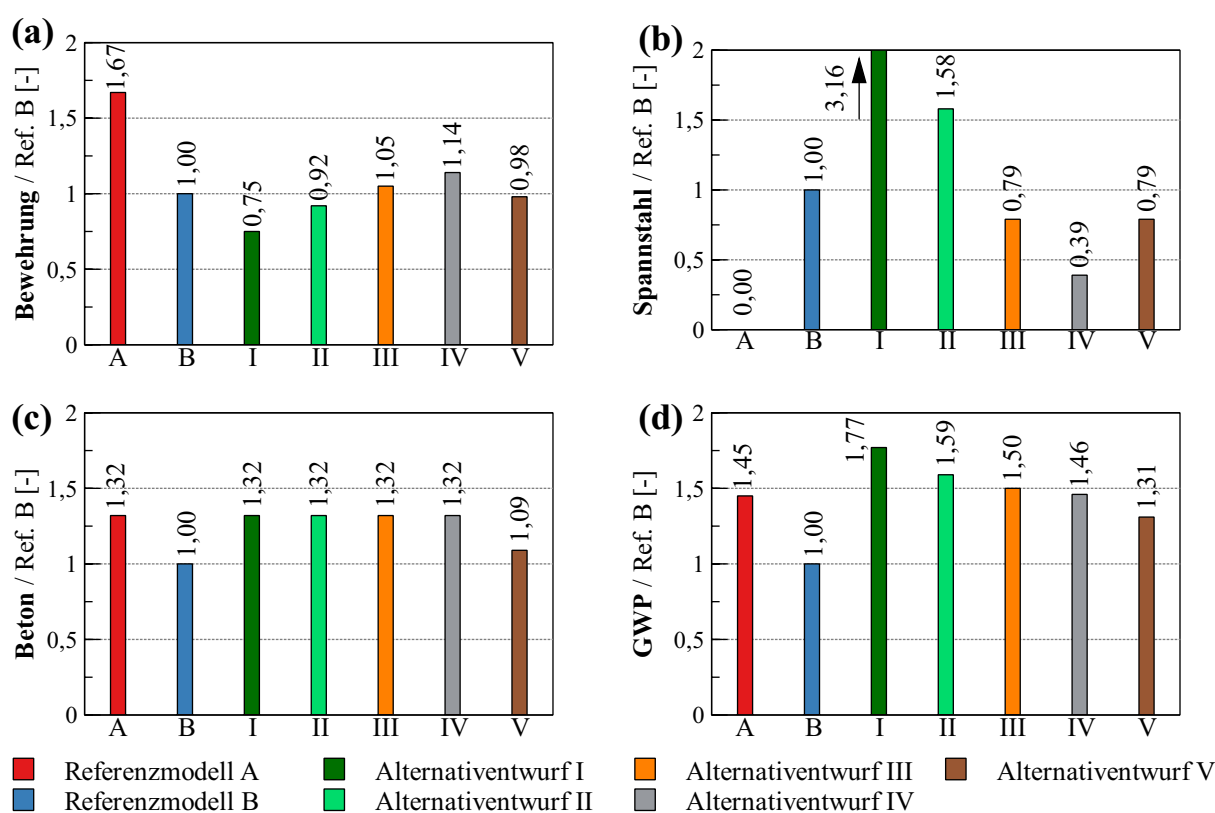 (a)
Bewehrung / Ref. B [-]
2
1,5
1
0,5
0
1,67
1,00
0,75
0,92
1,05
1,14
0,98
A B I II III IV V
(b)
Spannstahl / Ref. B [-]
2
1,5
1
0,5
0
0,00
1,00
3,16
1,58
0,79
0,39
0,79
A B I II III IV V
(c)
Beton / Ref. B [-]
2
1,5
1
0,5
0
1,32
1,00
1,32
1,32
1,32
1,32
1,09
A B I II III IV V
(d)
GWP / Ref. B [-]
2
1,5
1
0,5
0
1,45
1,00
1,77
1,59
1,50
1,46
1,31
A B I II III IV V
Referenzmodell A
Referenzmodell B
Alternativentwurf I
Alternativentwurf II
Alternativentwurf III
Alternativentwurf IV
Alternativentwurf V